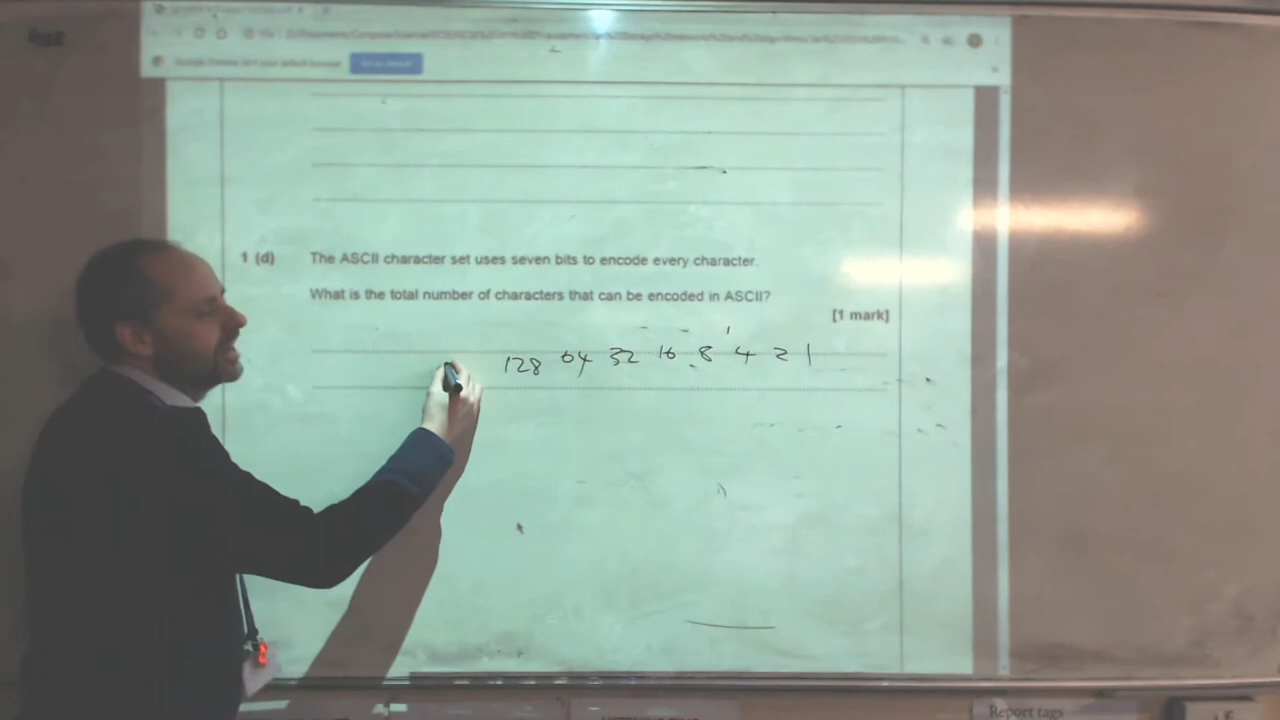 1 (d) The ASCII character set uses seven bits to encode every character.
What is the total number of characters that can be encoded in ASCII?
[1 mark]
128 64 32 16 8 4 2 1
Report tags